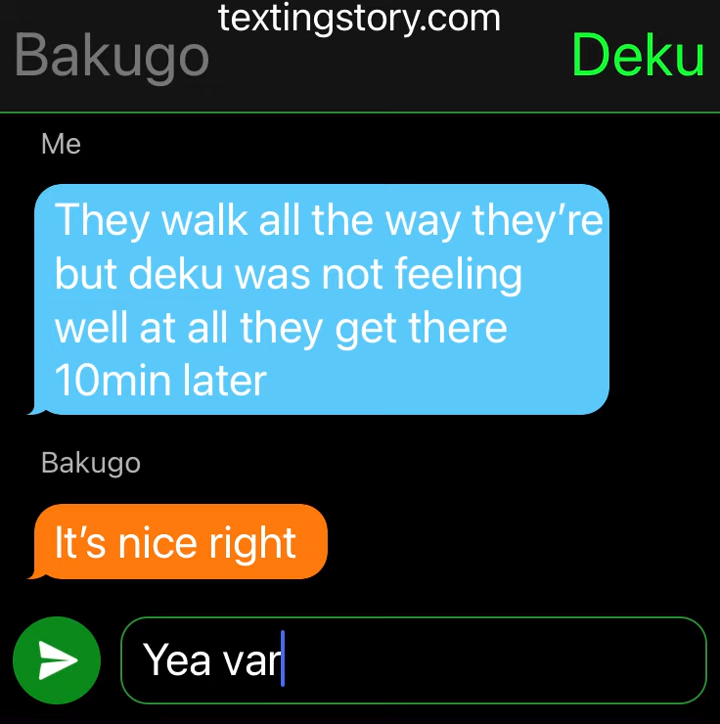 textingstory.com
Bakugo
Deku
Me
They walk all the way they’re
but deku was not feeling
well at all they get there
10min later
Bakugo
It’s nice right
Yea var